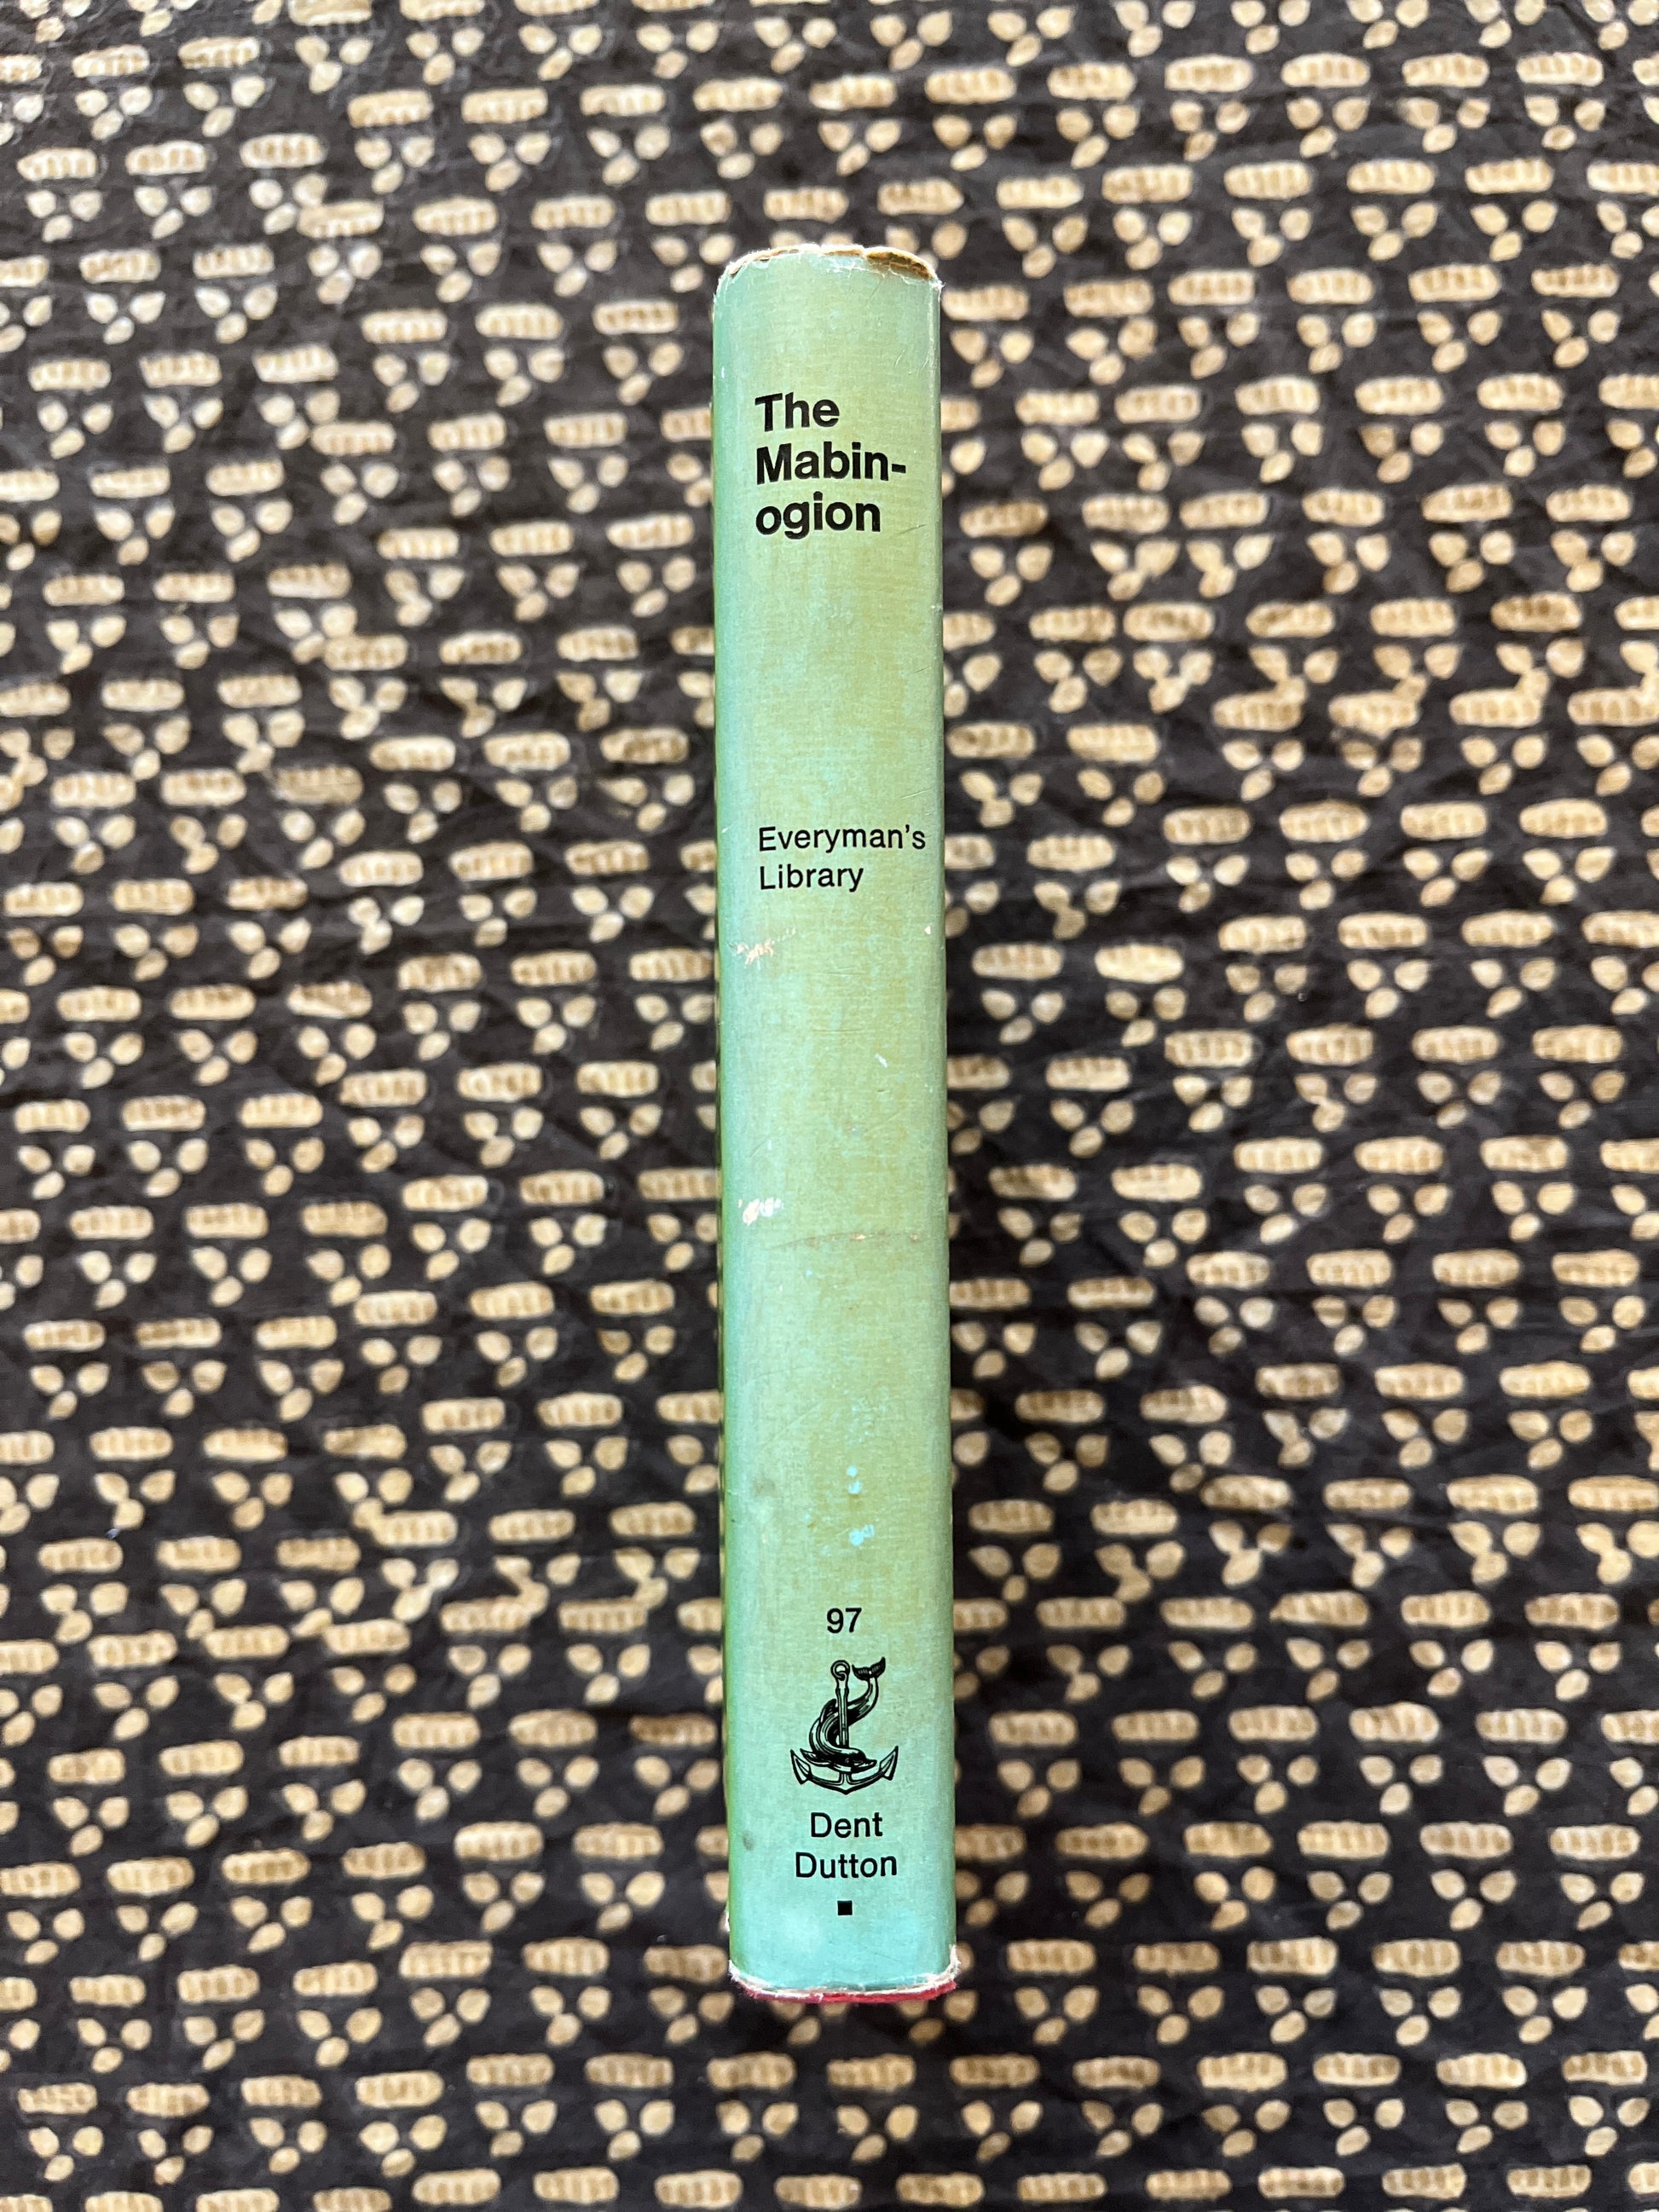 The
Mabin-
ogion
Everyman's
Library
97
Dent
Dutton